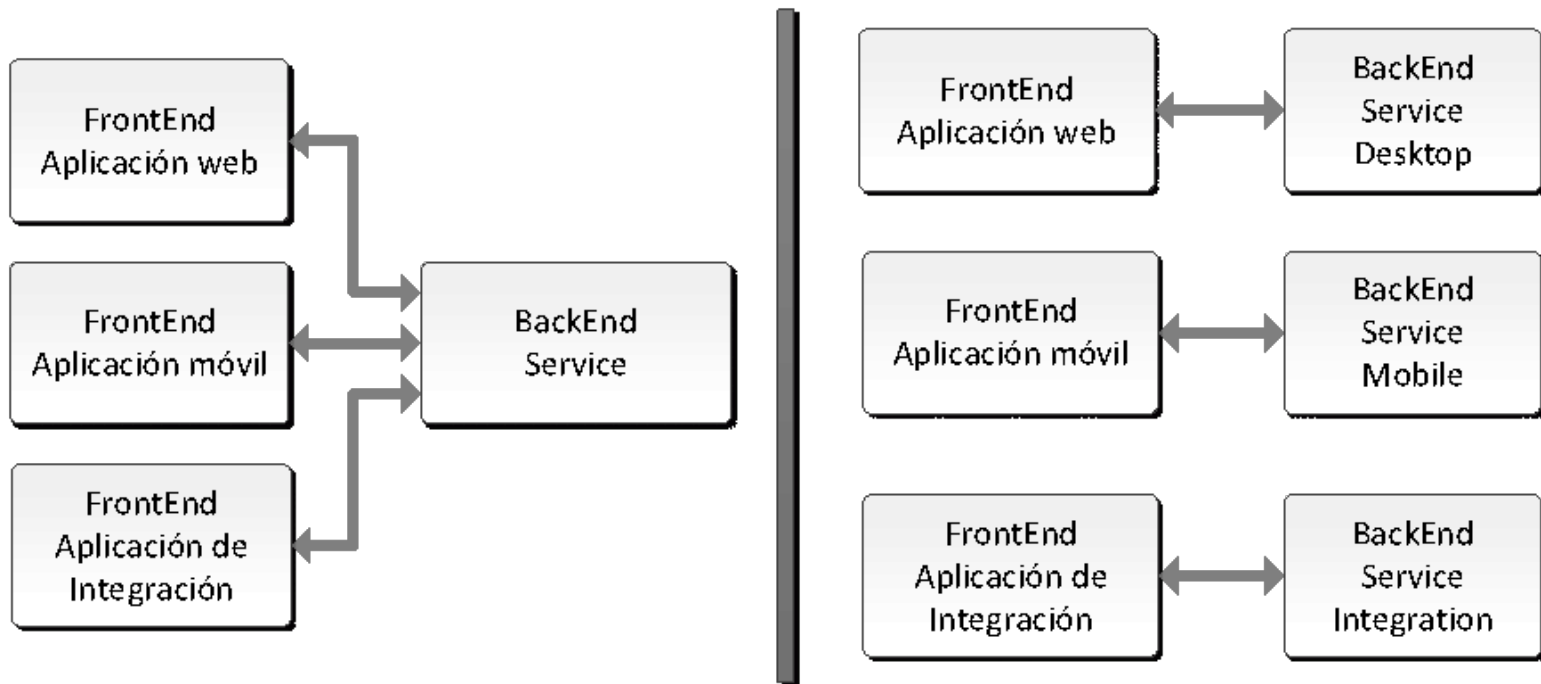 FrontEnd
Aplicación web
FrontEnd
Aplicación móvil
FrontEnd
Aplicación de
Integración
BackEnd
Service
FrontEnd
Aplicación web
BackEnd
Service
Desktop
FrontEnd
Aplicación móvil
BackEnd
Service
Mobile
FrontEnd
Aplicación de
Integración
BackEnd
Service
Integration